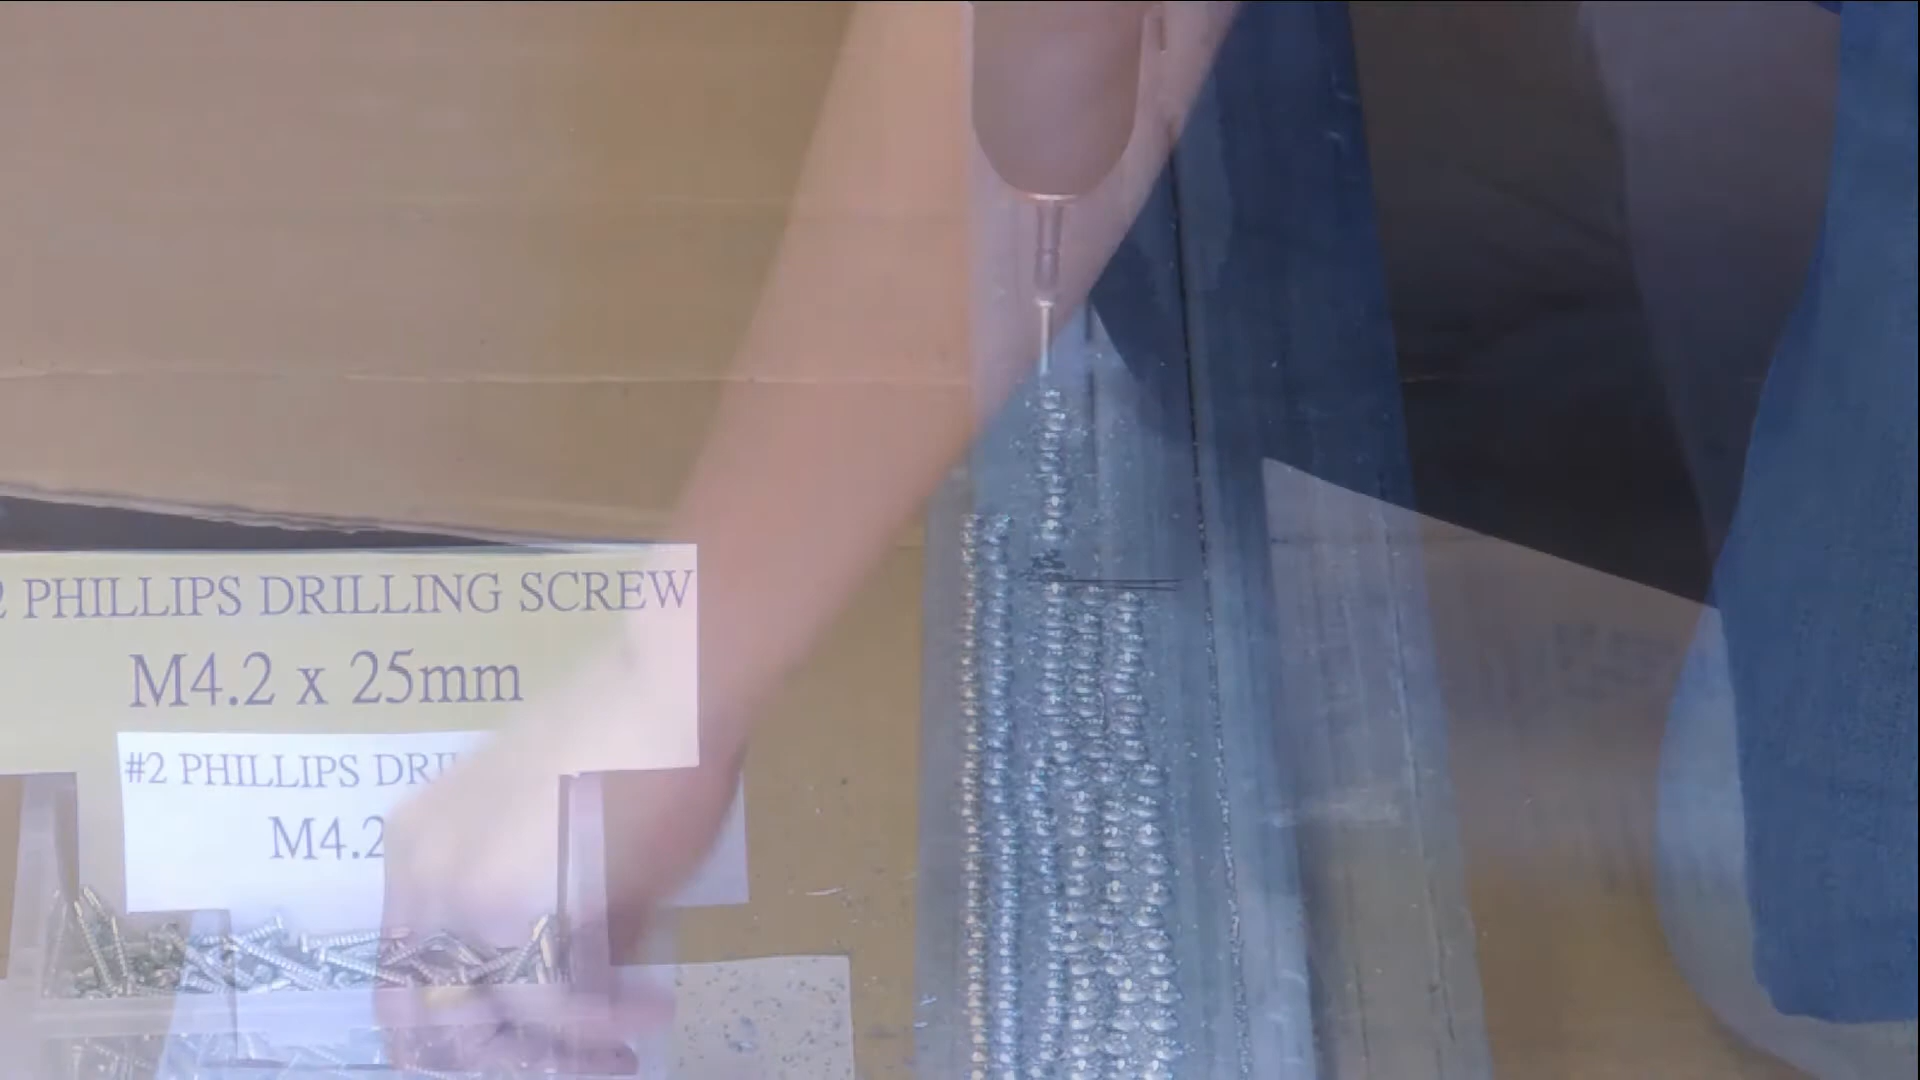 2 PHILLIPS DRILLING SCREW
M4.2 x 25mm
#2 PHILLIPS DRI
M4.2